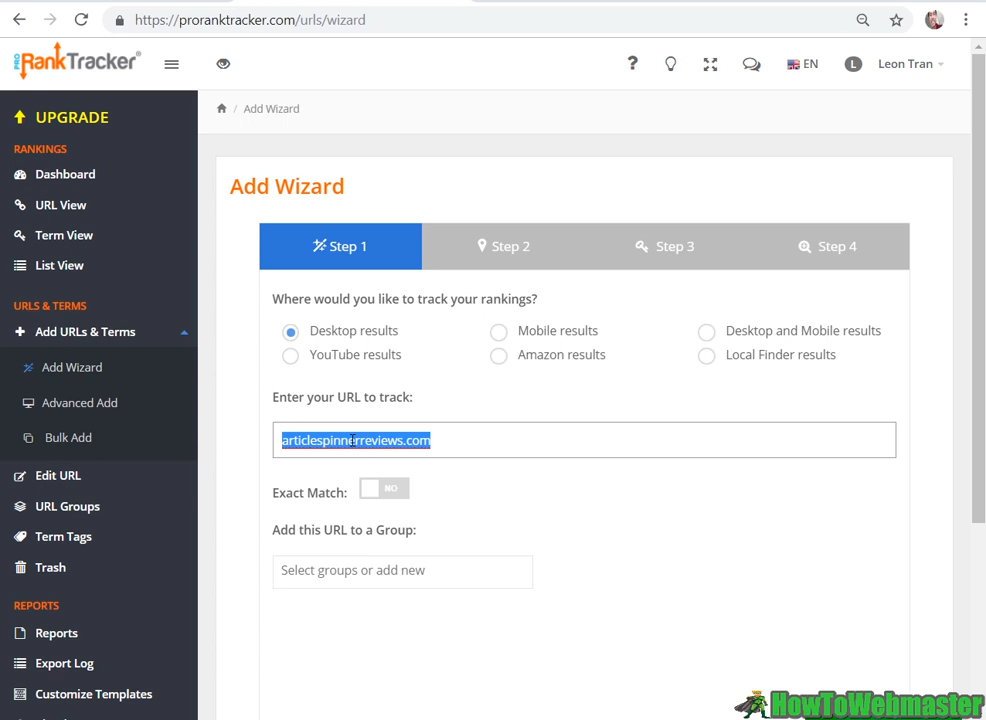 https://proranktracker.com/urls/wizard
PRO RankTracker
EN
L
Leon Tran
UPGRADE
RANKINGS
Dashboard
URL View
Term View
List View
URLS & TERMS
Add URLs & Terms
Add Wizard
Advanced Add
Bulk Add
Edit URL
URL Groups
Term Tags
Trash
REPORTS
Reports
Export Log
Customize Templates
/ Add Wizard
Add Wizard
Step 1
Step 2
Step 3
Step 4
Where would you like to track your rankings?
Desktop results
Mobile results
Desktop and Mobile results
YouTube results
Amazon results
Local Finder results
Enter your URL to track:
articlespinnerreviews.com
Exact Match:
NO
Add this URL to a Group:
Select groups or add new
HowToWebmaster